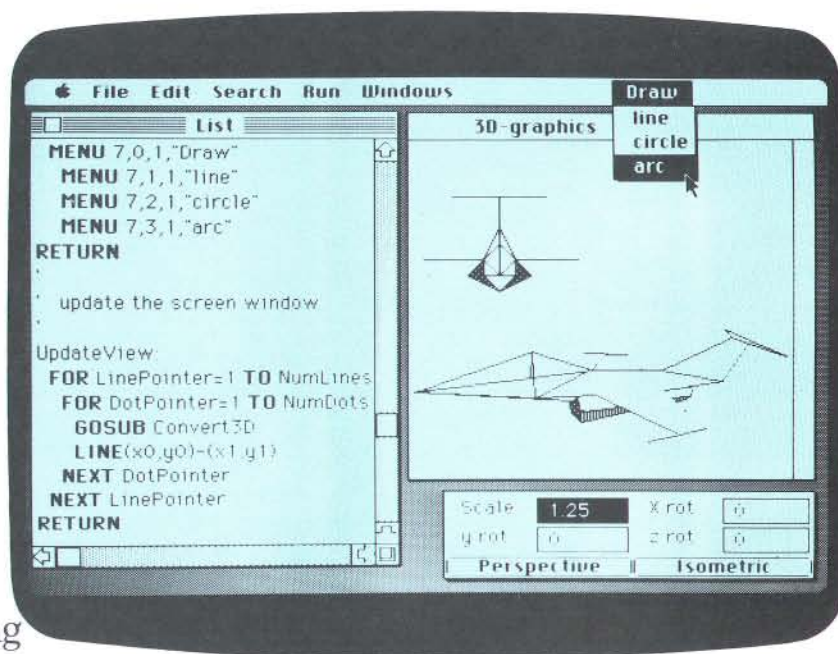 File Edit Search Run Windows Draw
line
circle
arc
List
MENU 7,0,1,"Draw"
MENU 7,1,1,"line"
MENU 7,2,1,"circle"
MENU 7,3,1,"arc"
RETURN
'
' update the screen window
'
UpdateView:
FOR LinePointer=1 TO NumLines
FOR DotPointer=1 TO NumDots
GOSUB Convert3D
LINE(x0,y0)-(x1,y1)
NEXT DotPointer
NEXT LinePointer
RETURN
3D-graphics
Scale 1.25 X rot 0
y rot 0 z rot 0
Perspective Isometric
g